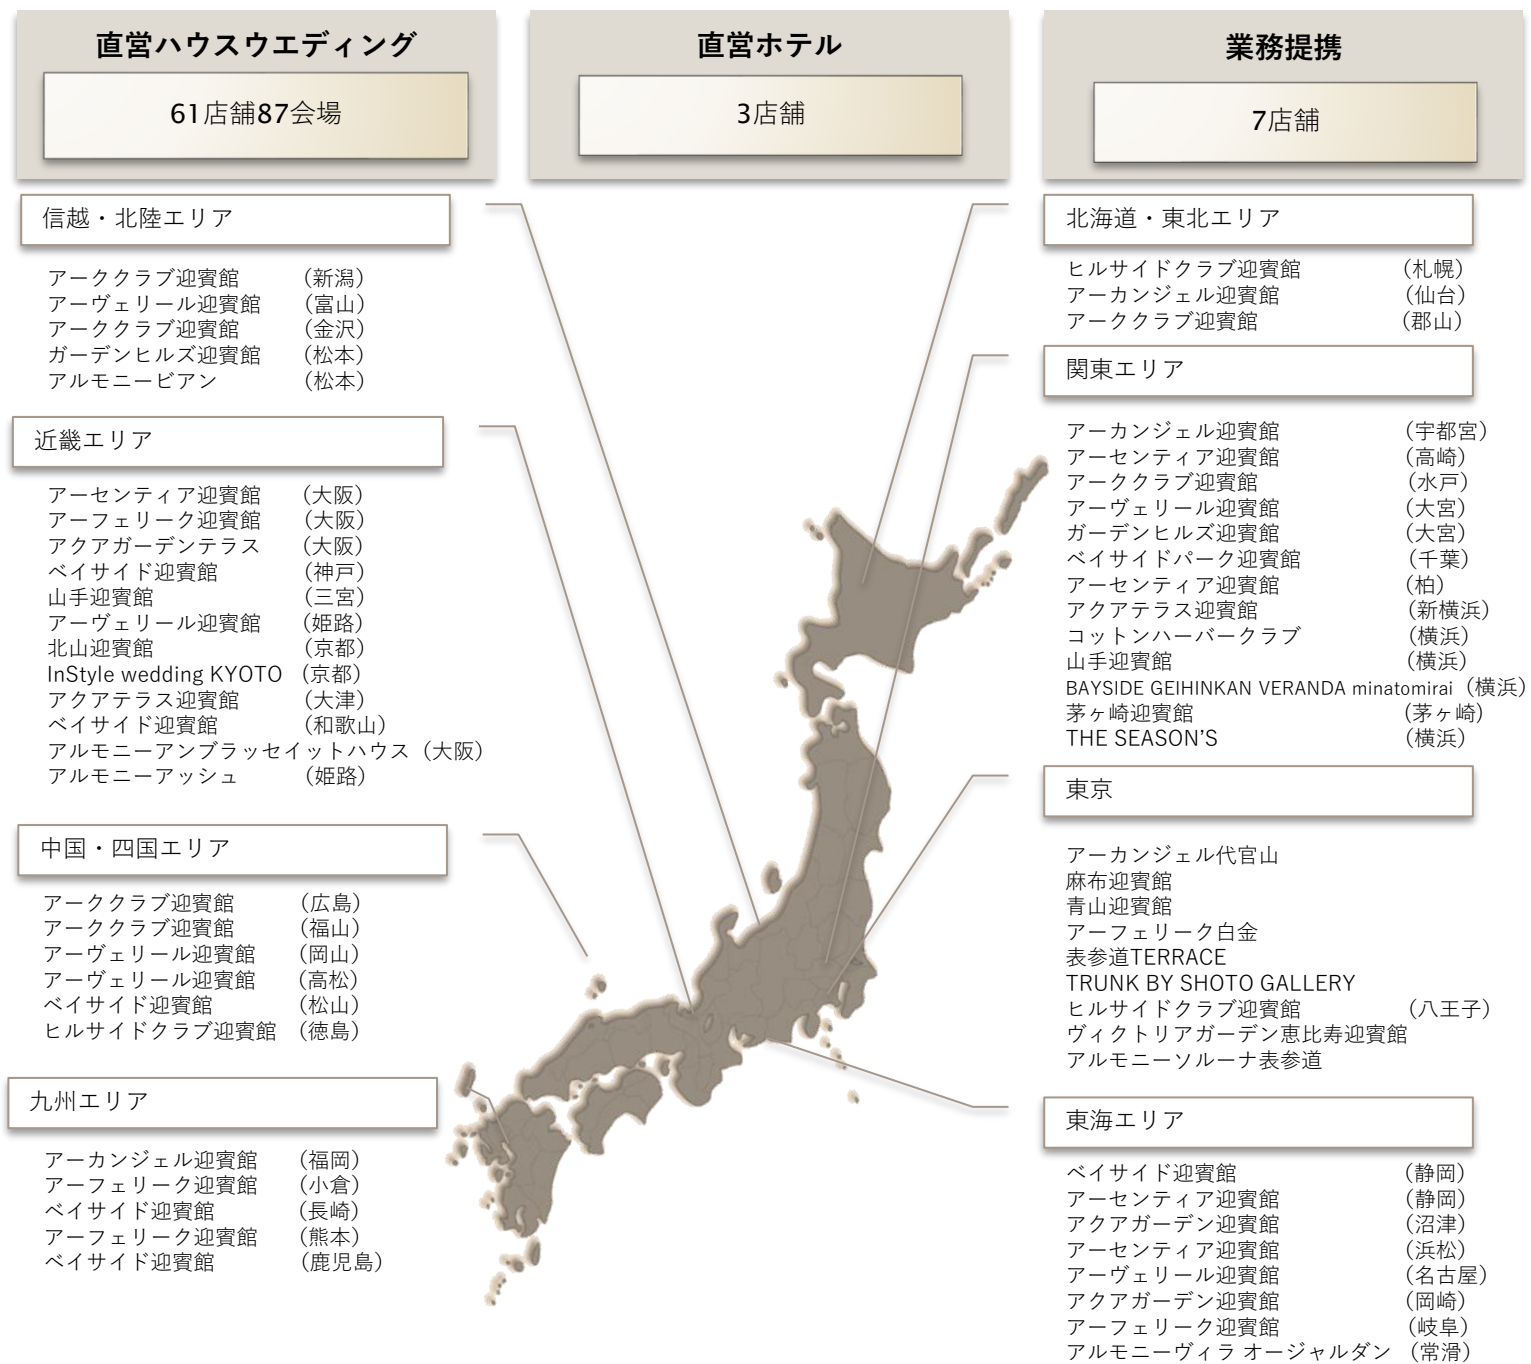 直営ハウスウエディング
61店舗87会場
直営ホテル
3店舗
業務提携
7店舗
信越・北陸エリア
アーククラブ迎賓館 （新潟）
アーヴェリール迎賓館 （富山）
アーククラブ迎賓館 （金沢）
ガーデンヒルズ迎賓館 （松本）
アルモニービアン （松本）
近畿エリア
アーセンティア迎賓館 （大阪）
アーフェリーク迎賓館 （大阪）
アクアガーデンテラス （大阪）
ベイサイド迎賓館 （神戸）
山手迎賓館 （三宮）
アーヴェリール迎賓館 （姫路）
北山迎賓館 （京都）
InStyle wedding KYOTO （京都）
アクアテラス迎賓館 （大津）
ベイサイド迎賓館 （和歌山）
アルモニーアンブラッセイットハウス（大阪）
アルモニーアッシュ （姫路）
中国・四国エリア
アーククラブ迎賓館 （広島）
アーククラブ迎賓館 （福山）
アーヴェリール迎賓館 （岡山）
アーヴェリール迎賓館 （高松）
ベイサイド迎賓館 （松山）
ヒルサイドクラブ迎賓館 （徳島）
九州エリア
アーカンジェル迎賓館 （福岡）
アーフェリーク迎賓館 （小倉）
ベイサイド迎賓館 （長崎）
アーフェリーク迎賓館 （熊本）
ベイサイド迎賓館 （鹿児島）
北海道・東北エリア
ヒルサイドクラブ迎賓館 （札幌）
アーカンジェル迎賓館 （仙台）
アーククラブ迎賓館 （郡山）
関東エリア
アーカンジェル迎賓館 （宇都宮）
アーセンティア迎賓館 （高崎）
アーククラブ迎賓館 （水戸）
アーヴェリール迎賓館 （大宮）
ガーデンヒルズ迎賓館 （大宮）
ベイサイドパーク迎賓館 （千葉）
アーセンティア迎賓館 （柏）
アクアテラス迎賓館 （新横浜）
コットンハーバークラブ （横浜）
山手迎賓館 （横浜）
BAYSIDE GEIHINKAN VERANDA minatomirai（横浜）
茅ヶ崎迎賓館 （茅ヶ崎）
THE SEASON'S （横浜）
東京
アーカンジェル代官山
麻布迎賓館
青山迎賓館
アーフェリーク白金
表参道TERRACE
TRUNK BY SHOTO GALLERY
ヒルサイドクラブ迎賓館 （八王子）
ヴィクトリアガーデン恵比寿迎賓館
アルモニーソルーナ表参道
東海エリア
ベイサイド迎賓館 （静岡）
アーセンティア迎賓館 （静岡）
アクアガーデン迎賓館 （沼津）
アーセンティア迎賓館 （浜松）
アーヴェリール迎賓館 （名古屋）
アクアガーデン迎賓館 （岡崎）
アーフェリーク迎賓館 （岐阜）
アルモニーヴィラ オージャルダン （常滑）